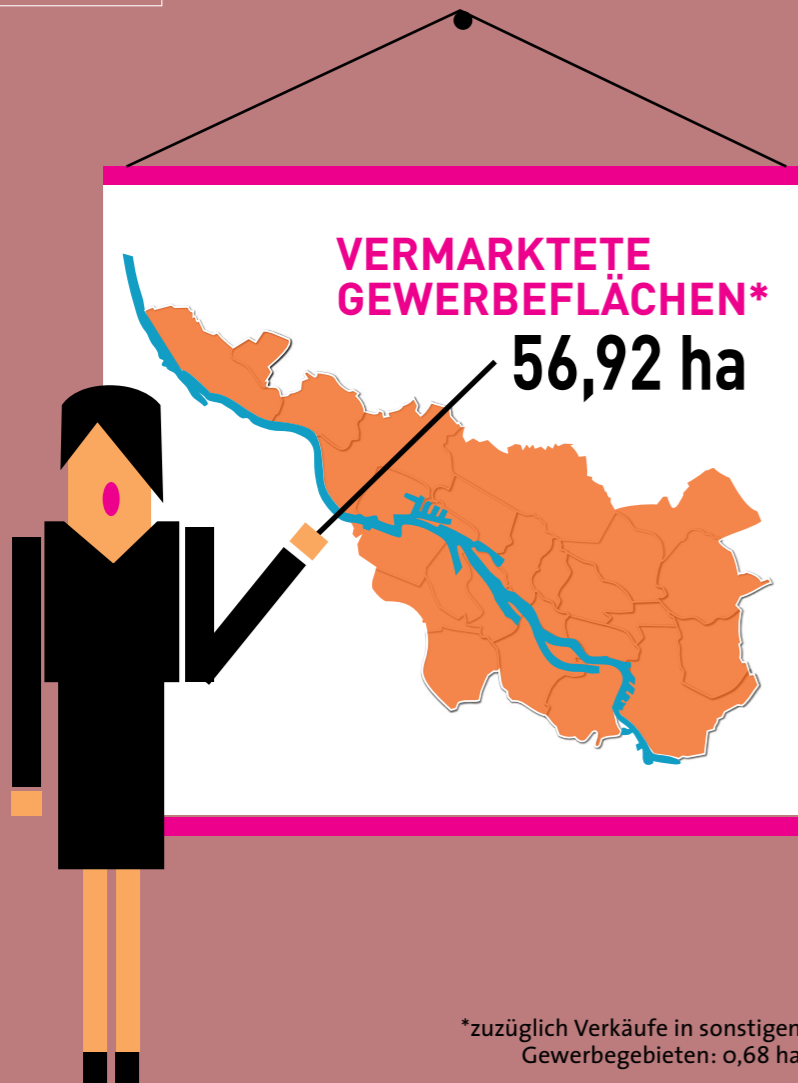 VERMARKTETE
GEWERBEFLÄCHEN*
56,92 ha
*zuzüglich Verkäufe in sonstigen
Gewerbegebieten: 0,68 ha